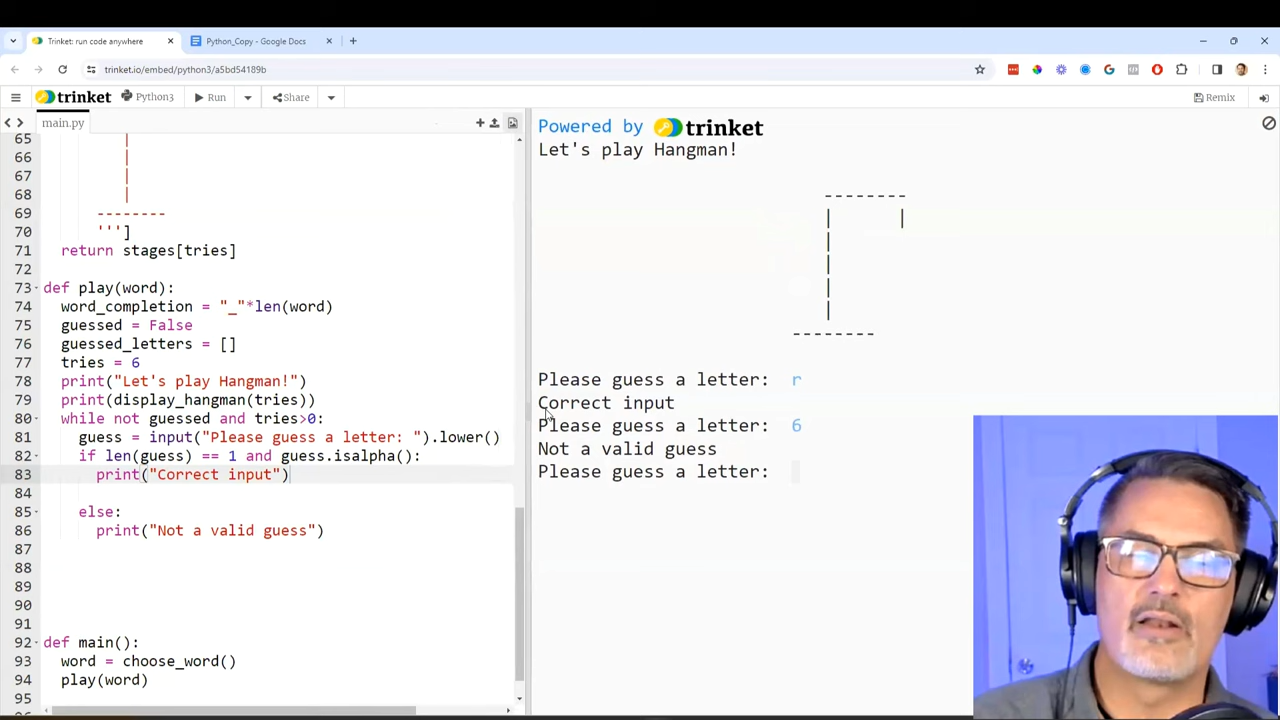 Trinket: run code anywhere
Python_Copy - Google Docs
trinket.io/embed/python3/a5bd54189b
trinket
Python3
Run
Share
Remix
main.py
65 |
66 |
67 |
68 |
69 --------
70 ''']
71 return stages[tries]
72
73 def play(word):
74 word_completion = "_"*len(word)
75 guessed = False
76 guessed_letters = []
77 tries = 6
78 print("Let's play Hangman!")
79 print(display_hangman(tries))
80 while not guessed and tries>0:
81 guess = input("Please guess a letter: ").lower()
82 if len(guess) == 1 and guess.isalpha():
83 print("Correct input")
84
85 else:
86 print("Not a valid guess")
87
88
89
90
91
92 def main():
93 word = choose_word()
94 play(word)
95
Powered by trinket
Let's play Hangman!
--------
| |
|
|
|
|
--------
Please guess a letter: r
Correct input
Please guess a letter: 6
Not a valid guess
Please guess a letter: